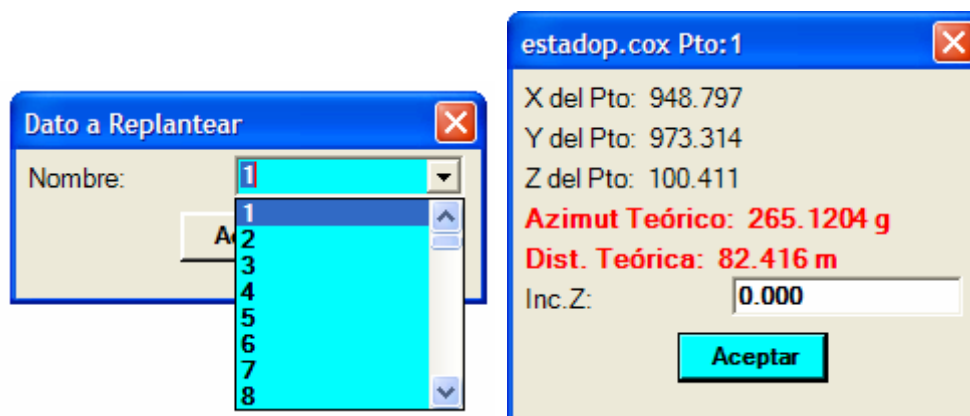 Dato a Replantear
Nombre:
1
1
2
3
4
5
6
7
8
estadop.cox Pto:1
X del Pto: 948.797
Y del Pto: 973.314
Z del Pto: 100.411
Azimut Teórico: 265.1204 g
Dist. Teórica: 82.416 m
Inc.Z: 0.000
Aceptar